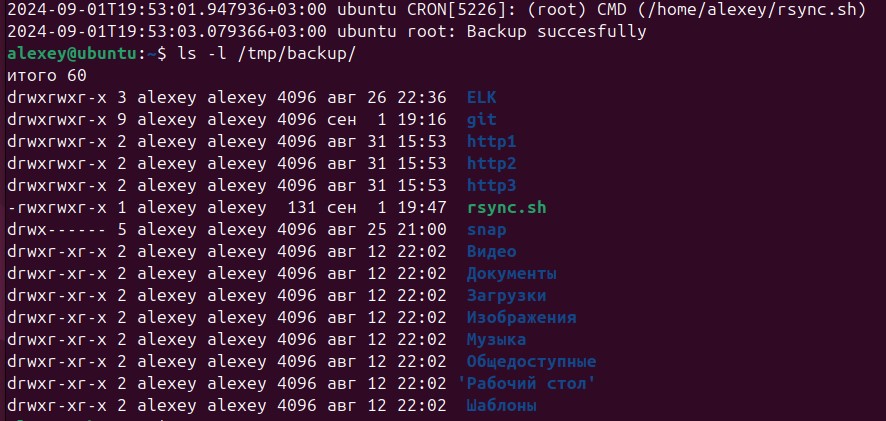 2024-09-01T19:53:01.947936+03:00 ubuntu CRON[5226]: (root) CMD (/home/alexey/rsync.sh)
2024-09-01T19:53:03.079366+03:00 ubuntu root: Backup succesfully
alexey@ubuntu:~$ ls -l /tmp/backup/
итого 60
drwxrwxr-x 3 alexey alexey 4096 авг 26 22:36  ELK
drwxrwxr-x 9 alexey alexey 4096 сен  1 19:16  git
drwxrwxr-x 2 alexey alexey 4096 авг 31 15:53  http1
drwxrwxr-x 2 alexey alexey 4096 авг 31 15:53  http2
drwxrwxr-x 2 alexey alexey 4096 авг 31 15:53  http3
-rwxrwxr-x 1 alexey alexey  131 сен  1 19:47  rsync.sh
drwx------ 5 alexey alexey 4096 авг 25 21:00  snap
drwxr-xr-x 2 alexey alexey 4096 авг 12 22:02  Видео
drwxr-xr-x 2 alexey alexey 4096 авг 12 22:02  Документы
drwxr-xr-x 2 alexey alexey 4096 авг 12 22:02  Загрузки
drwxr-xr-x 2 alexey alexey 4096 авг 12 22:02  Изображения
drwxr-xr-x 2 alexey alexey 4096 авг 12 22:02  Музыка
drwxr-xr-x 2 alexey alexey 4096 авг 12 22:02  Общедоступные
drwxr-xr-x 2 alexey alexey 4096 авг 12 22:02 'Рабочий стол'
drwxr-xr-x 2 alexey alexey 4096 авг 12 22:02  Шаблоны